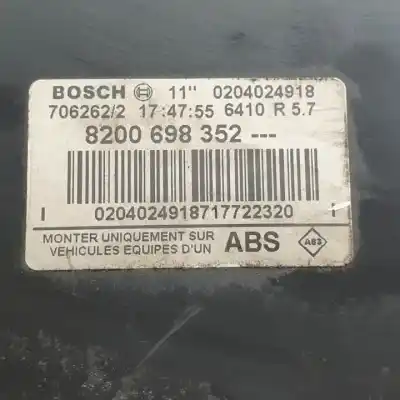 BOSCH 11" 0204024918
706262/2 17:47:55 6410 R 5.7
8200 698 352 ---
I 0204024918717722320 I
MONTER UNIQUEMENT SUR
VEHICULES EQUIPES D'UN ABS ABS